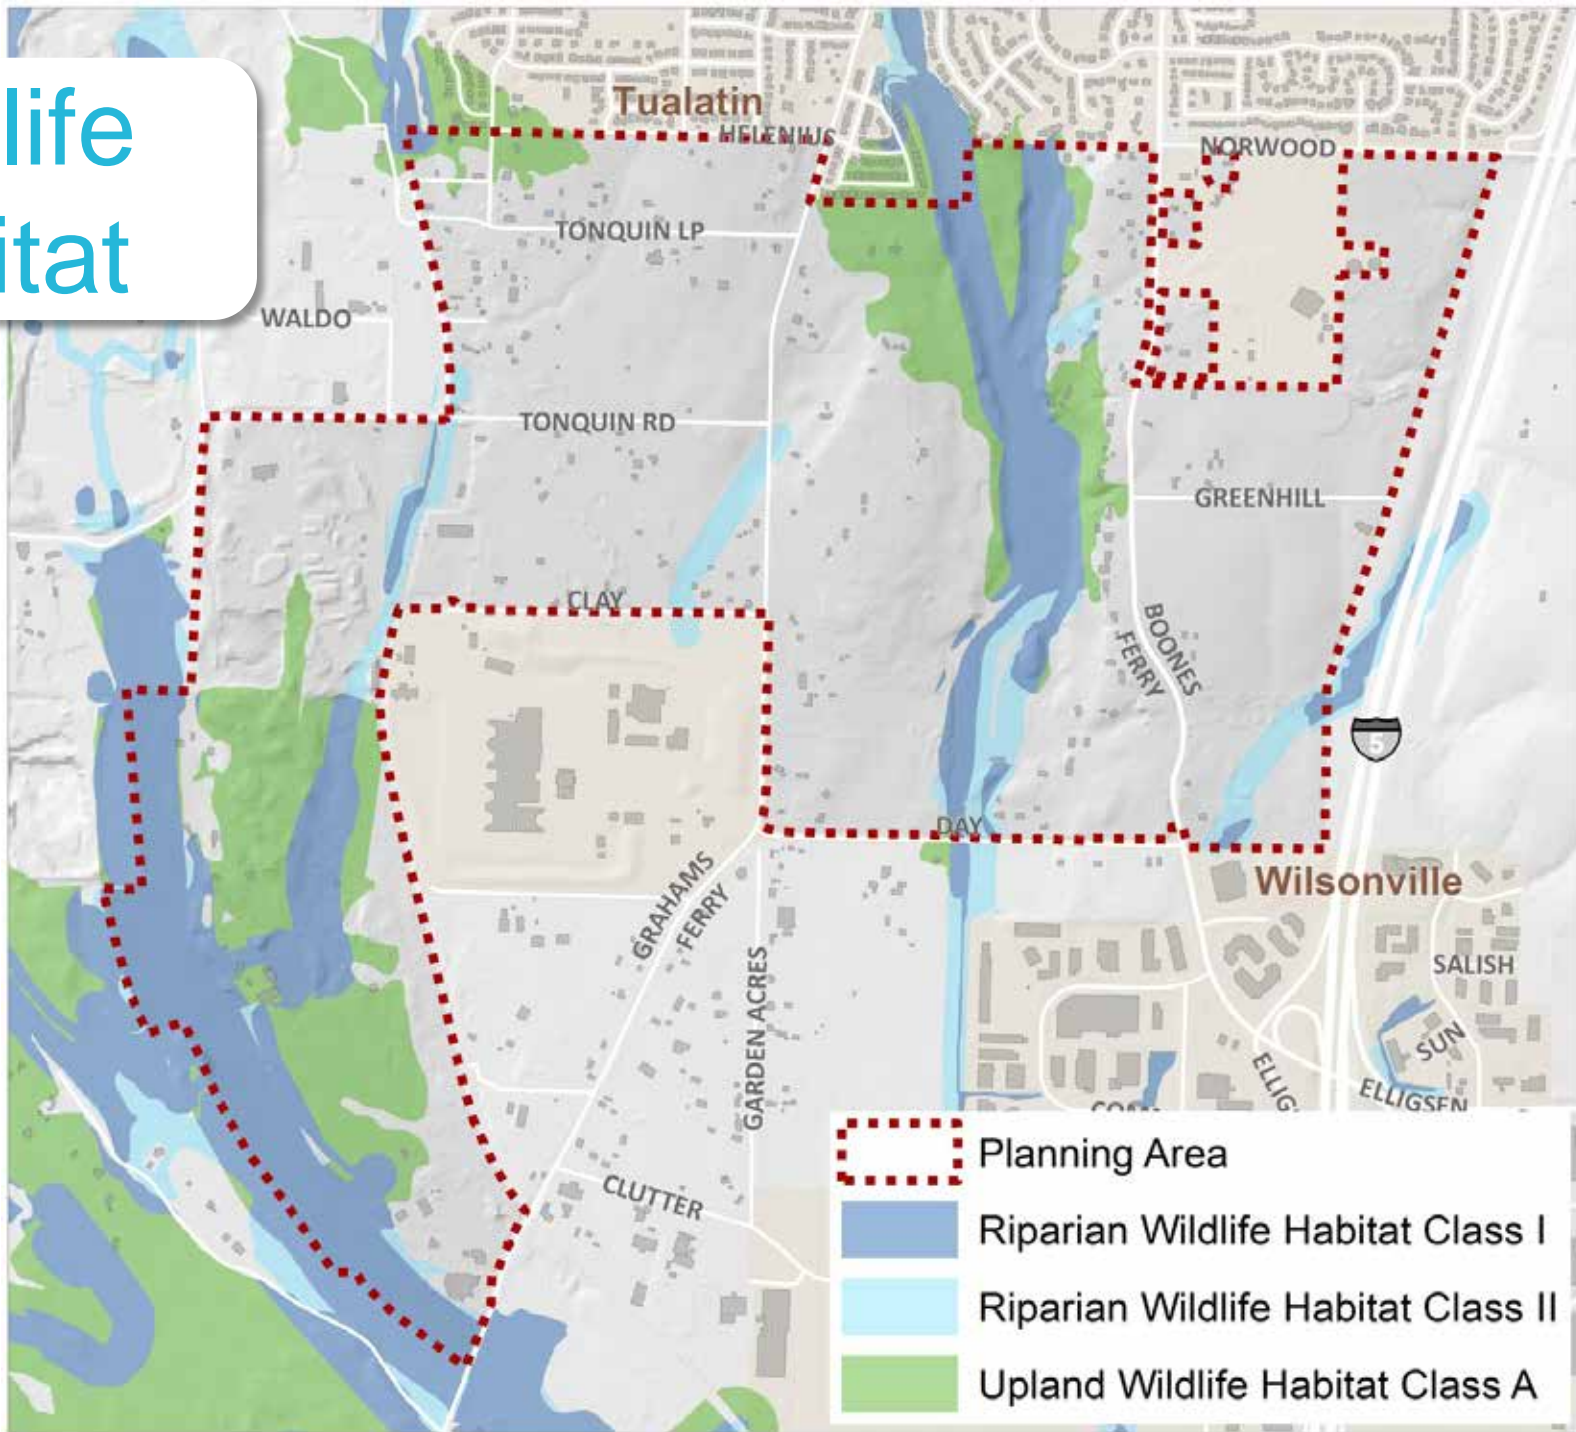 life
itat
Tualatin
HELENIUS
NORWOOD
TONQUIN LP
WALDO
TONQUIN RD
GREENHILL
CLAY
BOONES
FERRY
5
DAY
Wilsonville
GRAHAMS
FERRY
GARDEN ACRES
SALISH
SUN
ELLIGSEN
CLUTTER
Planning Area
Riparian Wildlife Habitat Class I
Riparian Wildlife Habitat Class II
Upland Wildlife Habitat Class A